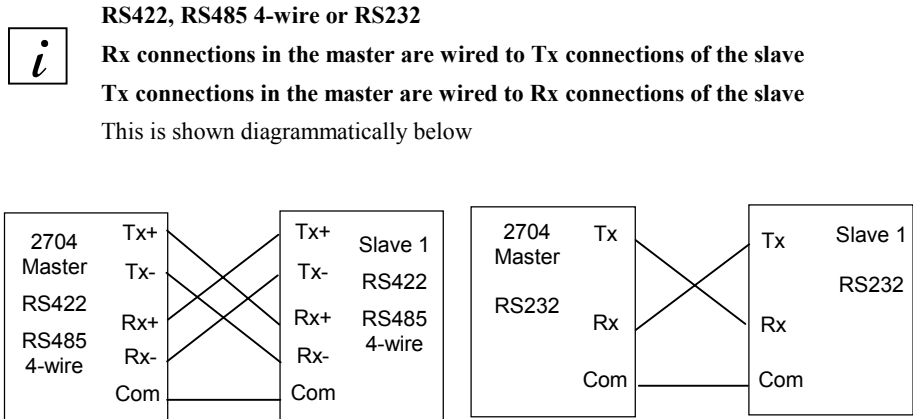 RS422, RS485 4-wire or RS232
i
Rx connections in the master are wired to Tx connections of the slave
Tx connections in the master are wired to Rx connections of the slave
This is shown diagrammatically below
2704
Master
RS422
RS485
4-wire
Tx+
Tx-
Rx+
Rx-
Com
Tx+
Tx-
Rx+
Rx-
Com
Slave 1
RS422
RS485
4-wire
2704
Master
RS232
Tx
Rx
Com
Tx
Rx
Com
Slave 1
RS232